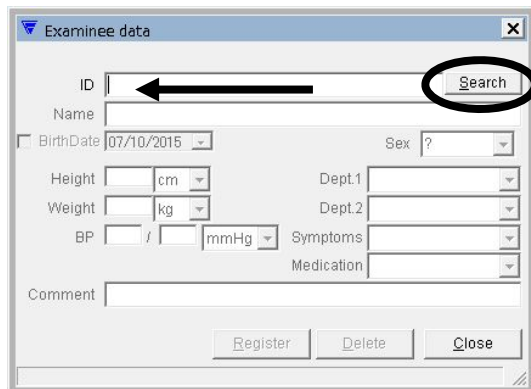 Examinee data
ID Search
Name
BirthDate 07/10/2015 Sex ?
Height cm Dept.1
Weight kg Dept.2
BP / mmHg Symptoms
Medication
Comment
Register Delete Close